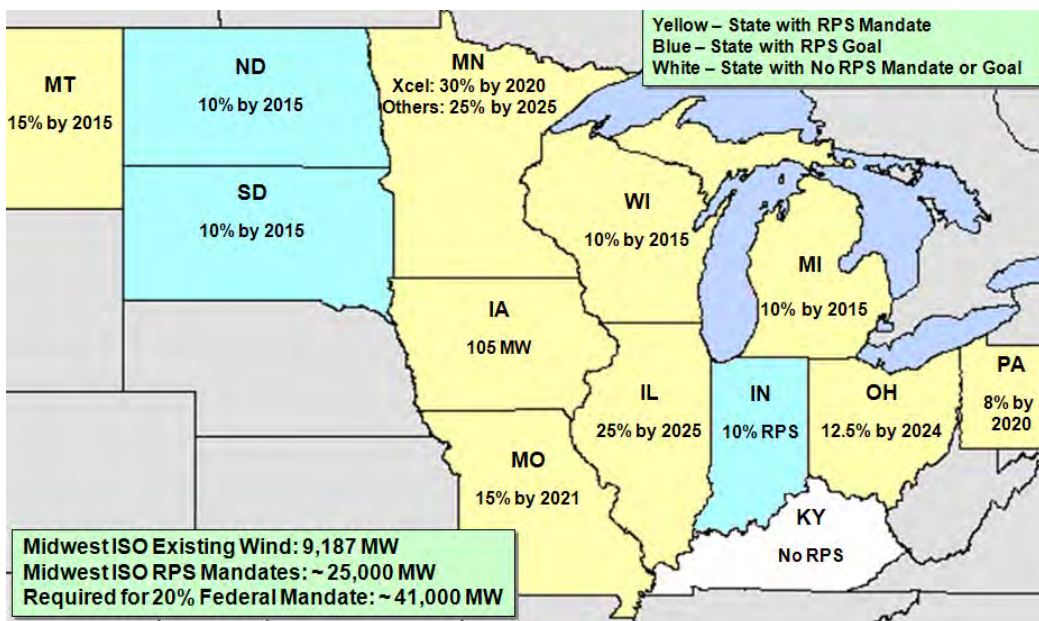 Yellow – State with RPS Mandate
Blue – State with RPS Goal
White – State with No RPS Mandate or Goal
MT
15% by 2015
ND
10% by 2015
MN
Xcel: 30% by 2020
Others: 25% by 2025
SD
10% by 2015
WI
10% by 2015
MI
10% by 2015
IA
105 MW
IL
25% by 2025
IN
10% RPS
OH
12.5% by 2024
PA
8% by
2020
MO
15% by 2021
KY
No RPS
Midwest ISO Existing Wind: 9,187 MW
Midwest ISO RPS Mandates: ~25,000 MW
Required for 20% Federal Mandate: ~41,000 MW